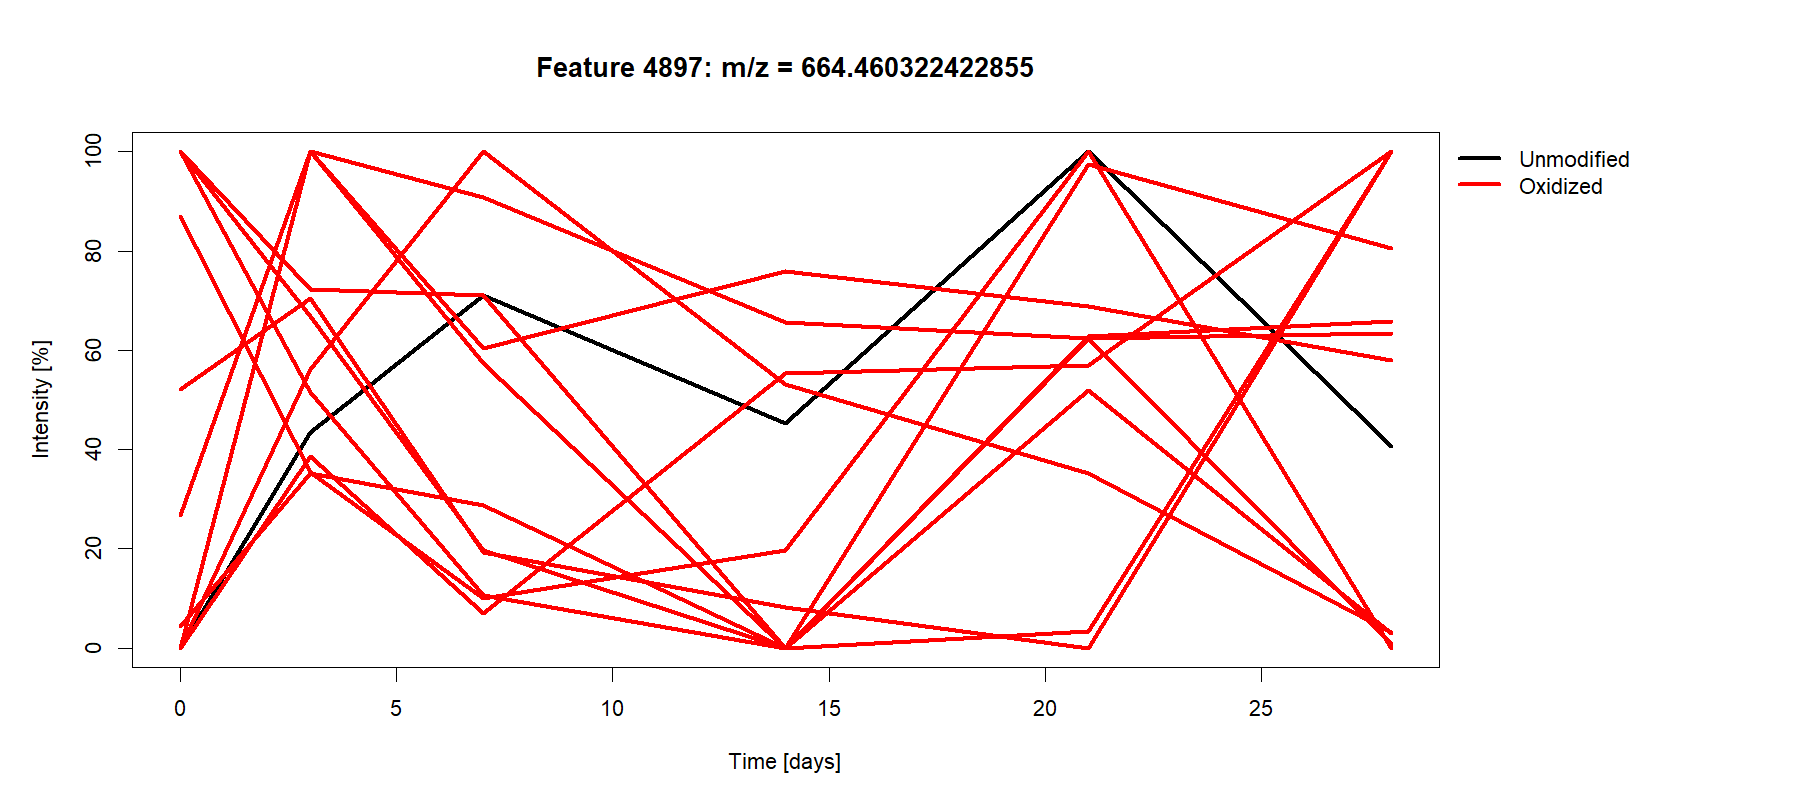 Feature 4897: m/z = 664.460322422855
Unmodified
Oxidized
Intensity [%]
100
80
60
40
20
0
0 5 10 15 20 25
Time [days]